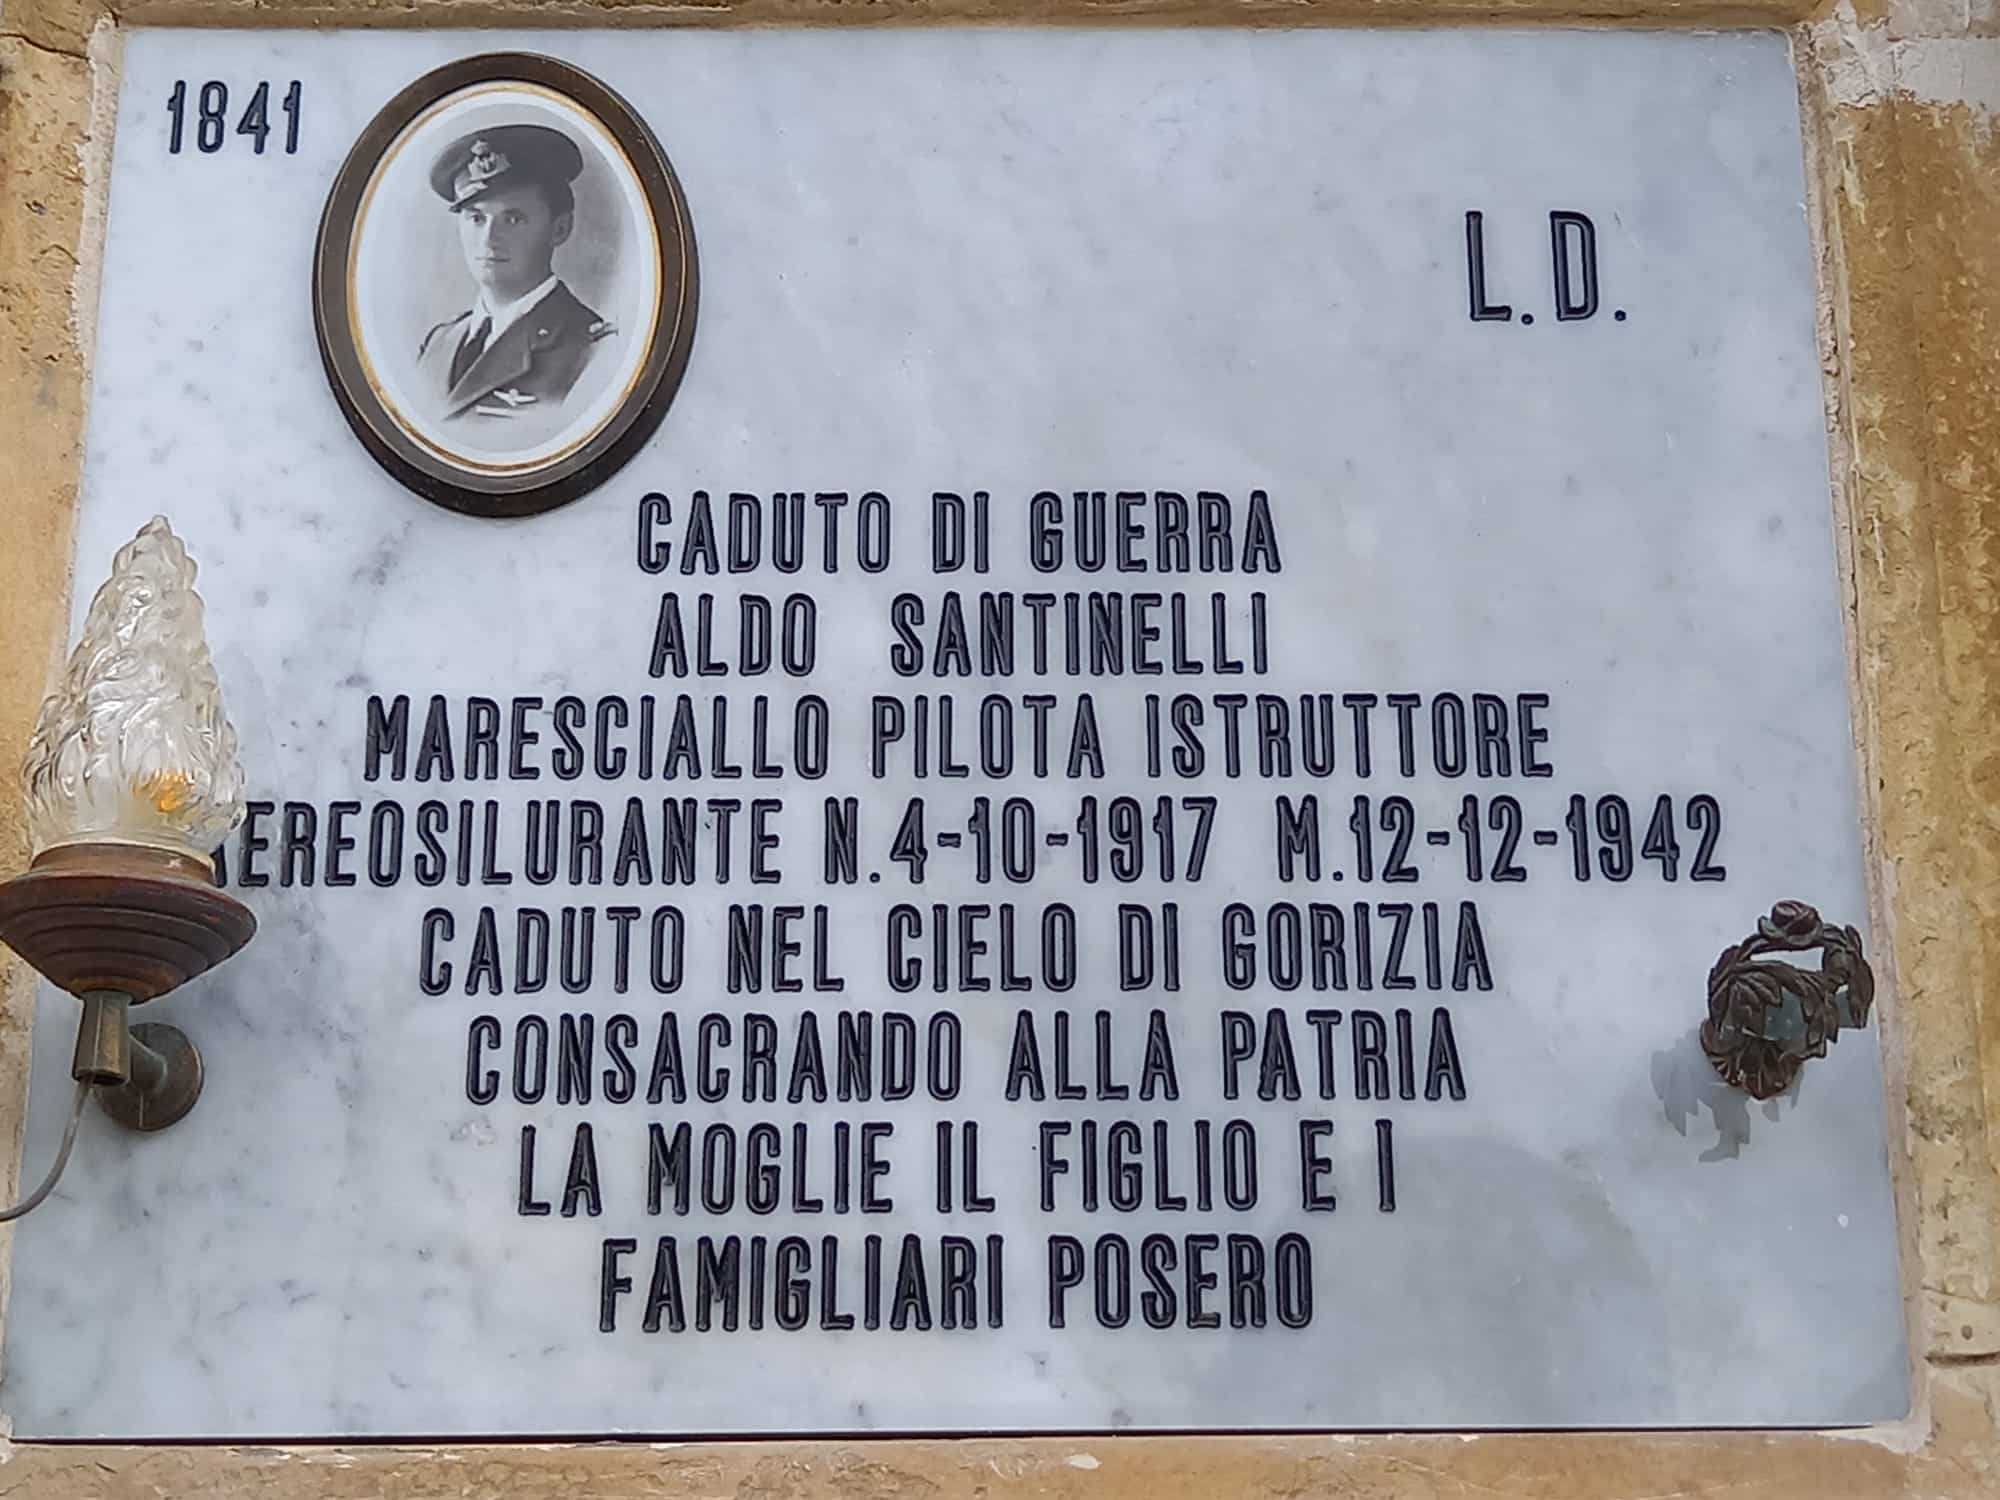 1841
L.D.
CADUTO DI GUERRA
ALDO SANTINELLI
MARESCIALLO PILOTA ISTRUTTORE
AEREOSILURANTE N.4-10-1917 M.12-12-1942
CADUTO NEL CIELO DI GORIZIA
CONSACRANDO ALLA PATRIA
LA MOGLIE IL FIGLIO E I
FAMIGLIARI POSERO